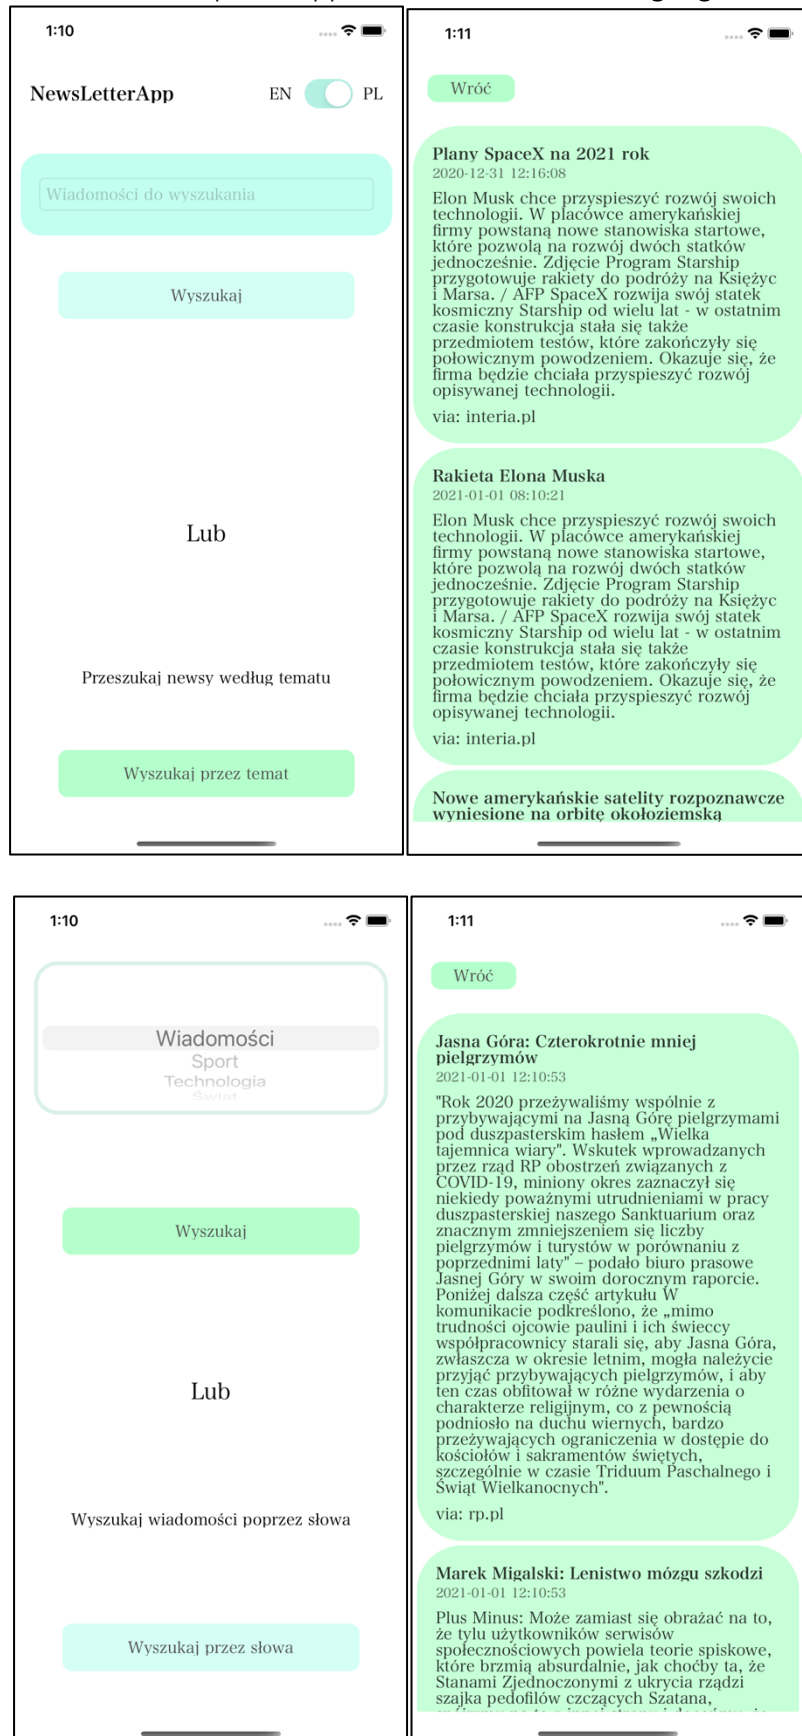 1:10
NewsLetterApp EN PL
Wiadomości do wyszukania
Wyszukaj
Lub
Przeszukaj newsy według tematu
Wyszukaj przez temat
1:11
Wróć
Plany SpaceX na 2021 rok
2020-12-31 12:16:08
Elon Musk chce przyspieszyć rozwój swoich
technologii. W placówce amerykańskiej
firmy powstaną nowe stanowiska startowe,
które pozwolą na rozwój dwóch statków
jednocześnie. Zdjęcie Program Starship
przygotowuje rakiety do podróży na Księżyc
i Marsa. / AFP SpaceX rozwija swój statek
kosmiczny Starship od wielu lat - w ostatnim
czasie konstrukcja stała się także
przedmiotem testów, które zakończyły się
połowicznym powodzeniem. Okazuje się, że
firma będzie chciała przyspieszyć rozwój
opisywanej technologii.
via: interia.pl
Rakieta Elona Muska
2021-01-01 08:10:21
Elon Musk chce przyspieszyć rozwój swoich
technologii. W placówce amerykańskiej
firmy powstaną nowe stanowiska startowe,
które pozwolą na rozwój dwóch statków
jednocześnie. Zdjęcie Program Starship
przygotowuje rakiety do podróży na Księżyc
i Marsa. / AFP SpaceX rozwija swój statek
kosmiczny Starship od wielu lat - w ostatnim
czasie konstrukcja stała się także
przedmiotem testów, które zakończyły się
połowicznym powodzeniem. Okazuje się, że
firma będzie chciała przyspieszyć rozwój
opisywanej technologii.
via: interia.pl
Nowe amerykańskie satelity rozpoznawcze
wyniesione na orbitę okołoziemską
1:10
Wiadomości
Sport
Technologia
Świat
Wyszukaj
Lub
Wyszukaj wiadomości poprzez słowa
Wyszukaj przez słowa
1:11
Wróć
Jasna Góra: Czterokrotnie mniej
pielgrzymów
2021-01-01 12:10:53
"Rok 2020 przeżywaliśmy wspólnie z
przybywającymi na Jasną Górę pielgrzymami
pod duszpasterskim hasłem „Wielka
tajemnica wiary". Wskutek wprowadzanych
przez rząd RP obostrzeń związanych z
COVID-19, miniony okres zaznaczył się
niekiedy poważnymi utrudnieniami w pracy
duszpasterskiej naszego Sanktuarium oraz
znacznym zmniejszeniem się liczby
pielgrzymów i turystów w porównaniu z
poprzednimi laty" – podało biuro prasowe
Jasnej Góry w swoim dorocznym raporcie.
Poniżej dalsza część artykułu W
komunikacie podkreślono, że „mimo
trudności ojcowie paulini i ich świeccy
współpracownicy starali się, aby Jasna Góra,
zwłaszcza w okresie letnim, mogła należycie
przyjąć przybywających pielgrzymów, i aby
ten czas obfitował w różne wydarzenia o
charakterze religijnym, co z pewnością
podniosło na duchu wiernych, bardzo
przeżywających ograniczenia w dostępie do
kościołów i sakramentów świętych,
szczególnie w czasie Triduum Paschalnego i
Świąt Wielkanocnych".
via: rp.pl
Marek Migalski: Lenistwo mózgu szkodzi
2021-01-01 12:10:53
Plus Minus: Może zamiast się obrażać na to,
że tylu użytkowników serwisów
społecznościowych powiela teorie spiskowe,
które brzmią absurdalnie, jak choćby ta, że
Stanami Zjednoczonymi z ukrycia rządzi
szajka pedofilów czczących Szatana,